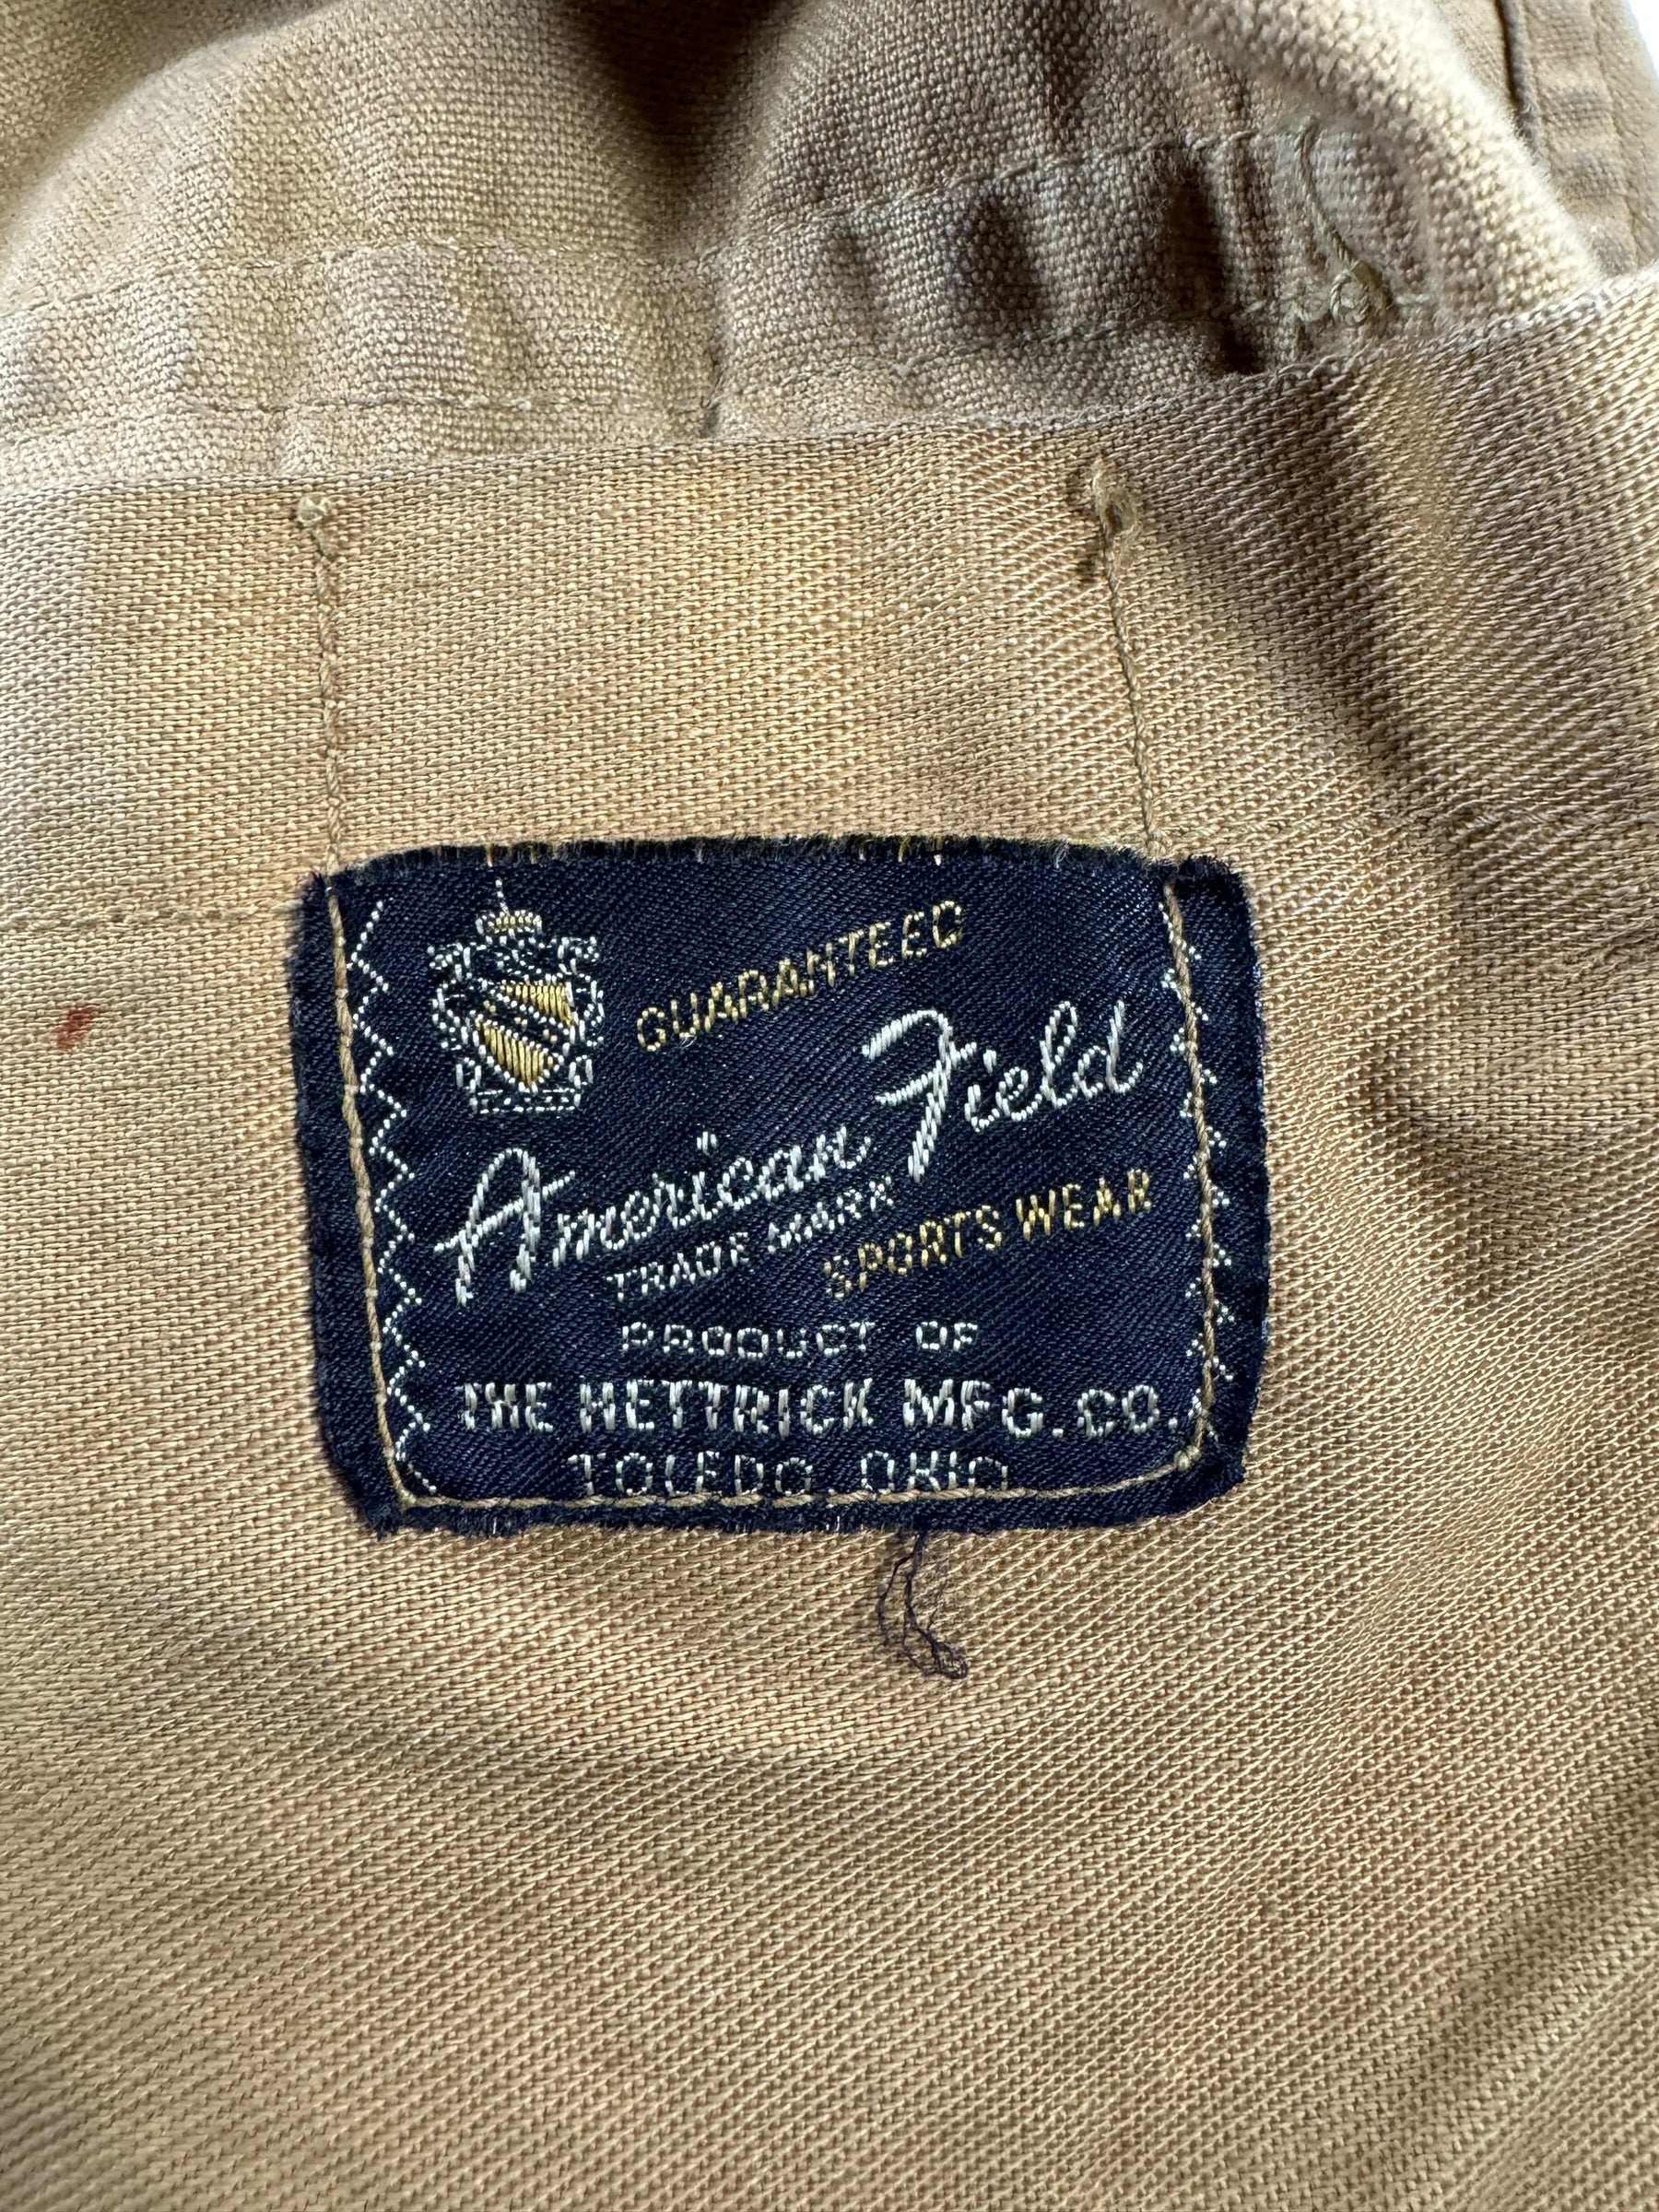 GUARANTEED
American Field
TRADE MARK
SPORTS WEAR
PRODUCT OF
THE HETTRICK MFG. CO.
TOLEDO, OHIO